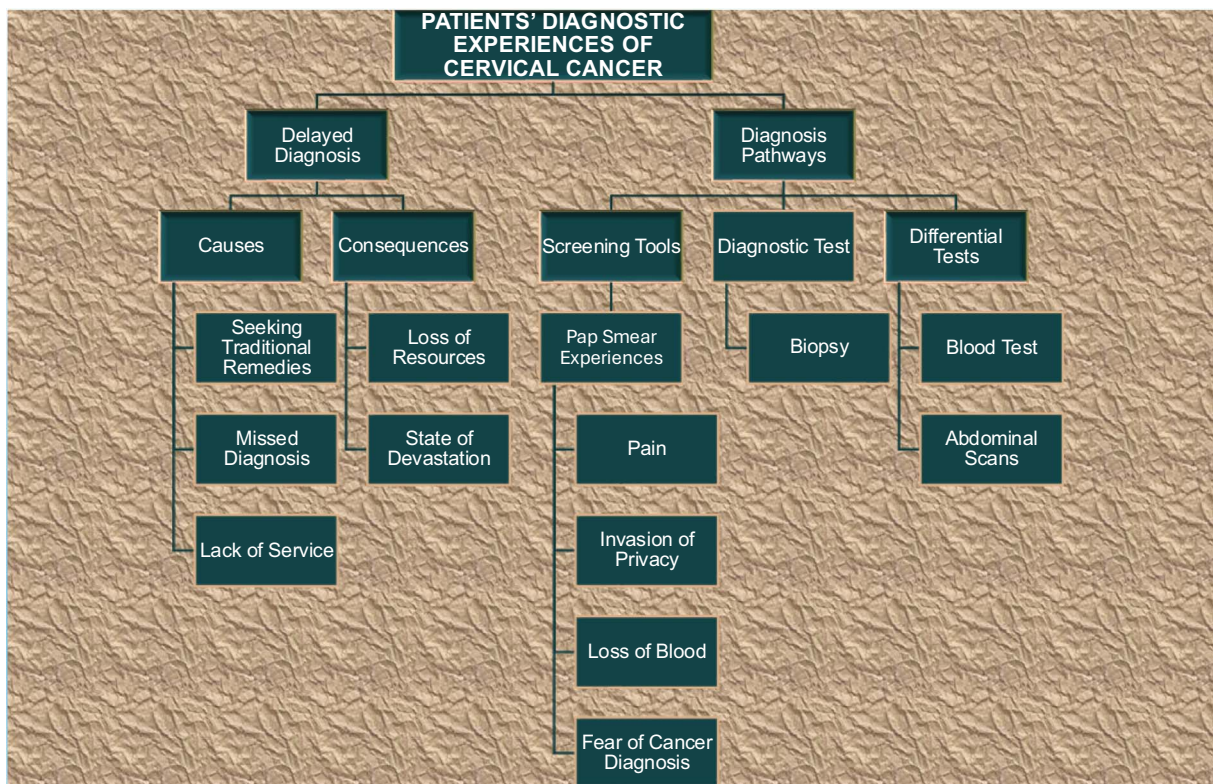 PATIENTS’ DIAGNOSTIC
EXPERIENCES OF
CERVICAL CANCER
Delayed
Diagnosis
Diagnosis
Pathways
Causes
Consequences
Screening Tools
Diagnostic Test
Differential
Tests
Seeking
Traditional
Remedies
Loss of
Resources
Pap Smear
Experiences
Biopsy
Blood Test
Missed
Diagnosis
State of
Devastation
Pain
Abdominal
Scans
Lack of Service
Invasion of
Privacy
Loss of Blood
Fear of Cancer
Diagnosis